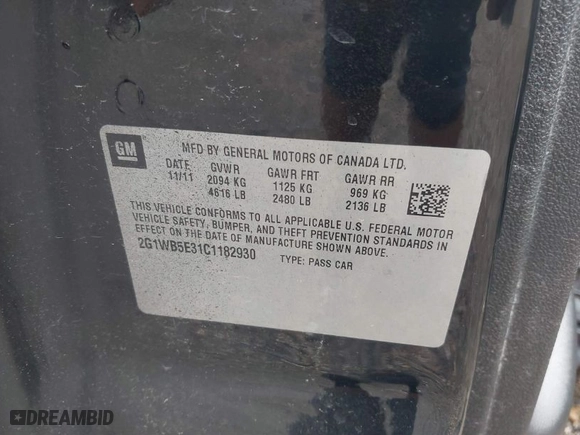 GM
MFD BY GENERAL MOTORS OF CANADA LTD.
DATE GVWR GAWR FRT GAWR RR
11/11 2094 KG 1125 KG 969 KG
4616 LB 2480 LB 2136 LB
THIS VEHICLE CONFORMS TO ALL APPLICABLE U.S. FEDERAL MOTOR
VEHICLE SAFETY, BUMPER, AND THEFT PREVENTION STANDARDS IN
EFFECT ON THE DATE OF MANUFACTURE SHOWN ABOVE.
2G1WB5E31C1182930 TYPE: PASS CAR
DREAMBID